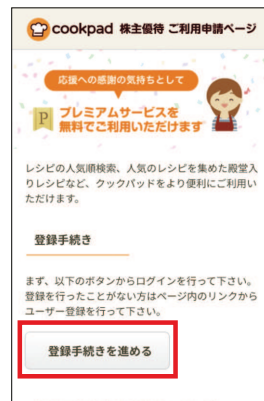 cookpad 株主優待 ご利用申請ページ
応援への感謝の気持ちとして
P プレミアムサービスを
無料でご利用いただけます
レシピの人気順検索、人気のレシピを集めた殿堂入
りレシピなど、クックパッドをより便利にご利用い
ただけます。
登録手続き
まず、以下のボタンからログインを行って下さい。
登録を行ったことがない方はページ内のリンクから
ユーザー登録を行って下さい。
登録手続きを進める